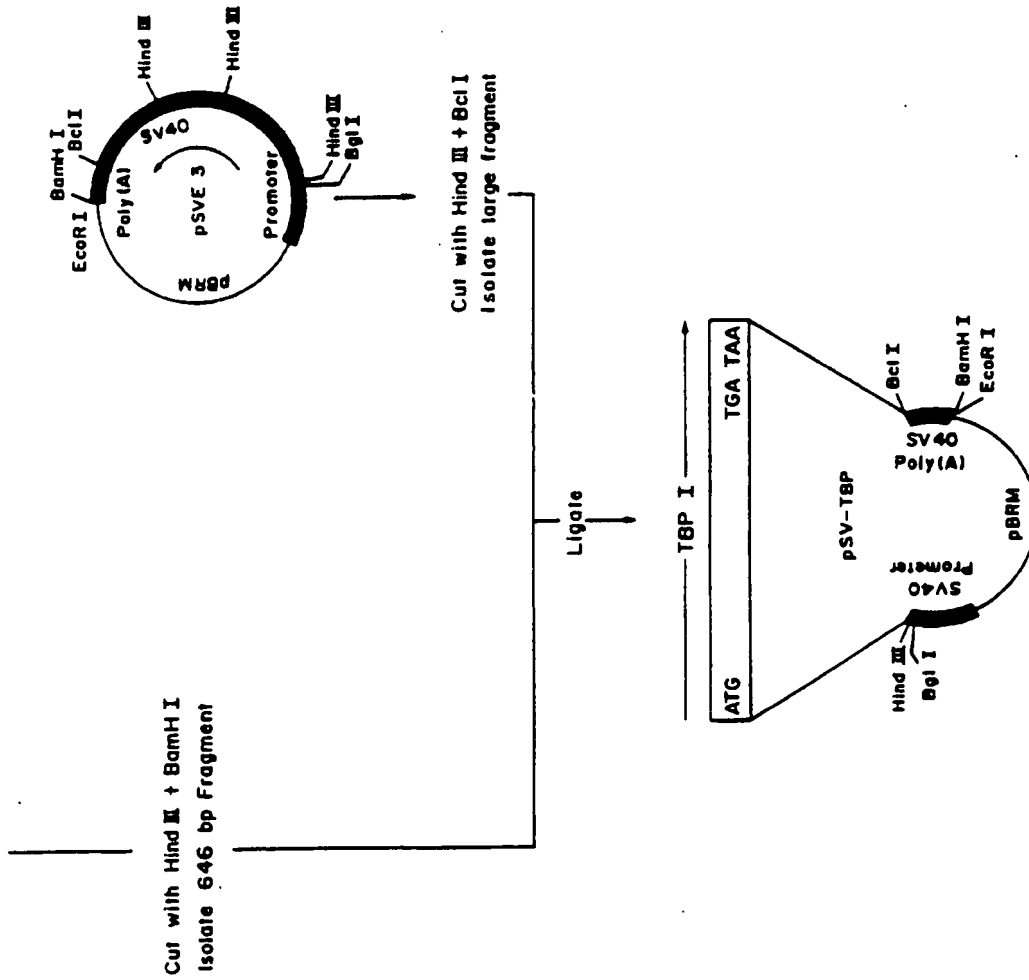 Cut with Hind III + BamH I
Isolate 646 bp Fragment
EcoR I
BamH I
Bcl I
Hind III
Hind III
Hind III
Bgl I
Poly(A)
SV40
pSVE 3
Promoter
pBRM
Cut with Hind III + Bcl I
Isolate large fragment
Ligate
TBP I
ATG
TGA TAA
Hind III
Bgl I
SV40
Prometer
pSV-TBP
SV40
Poly(A)
Bcl I
BamH I
EcoR I
pBRM